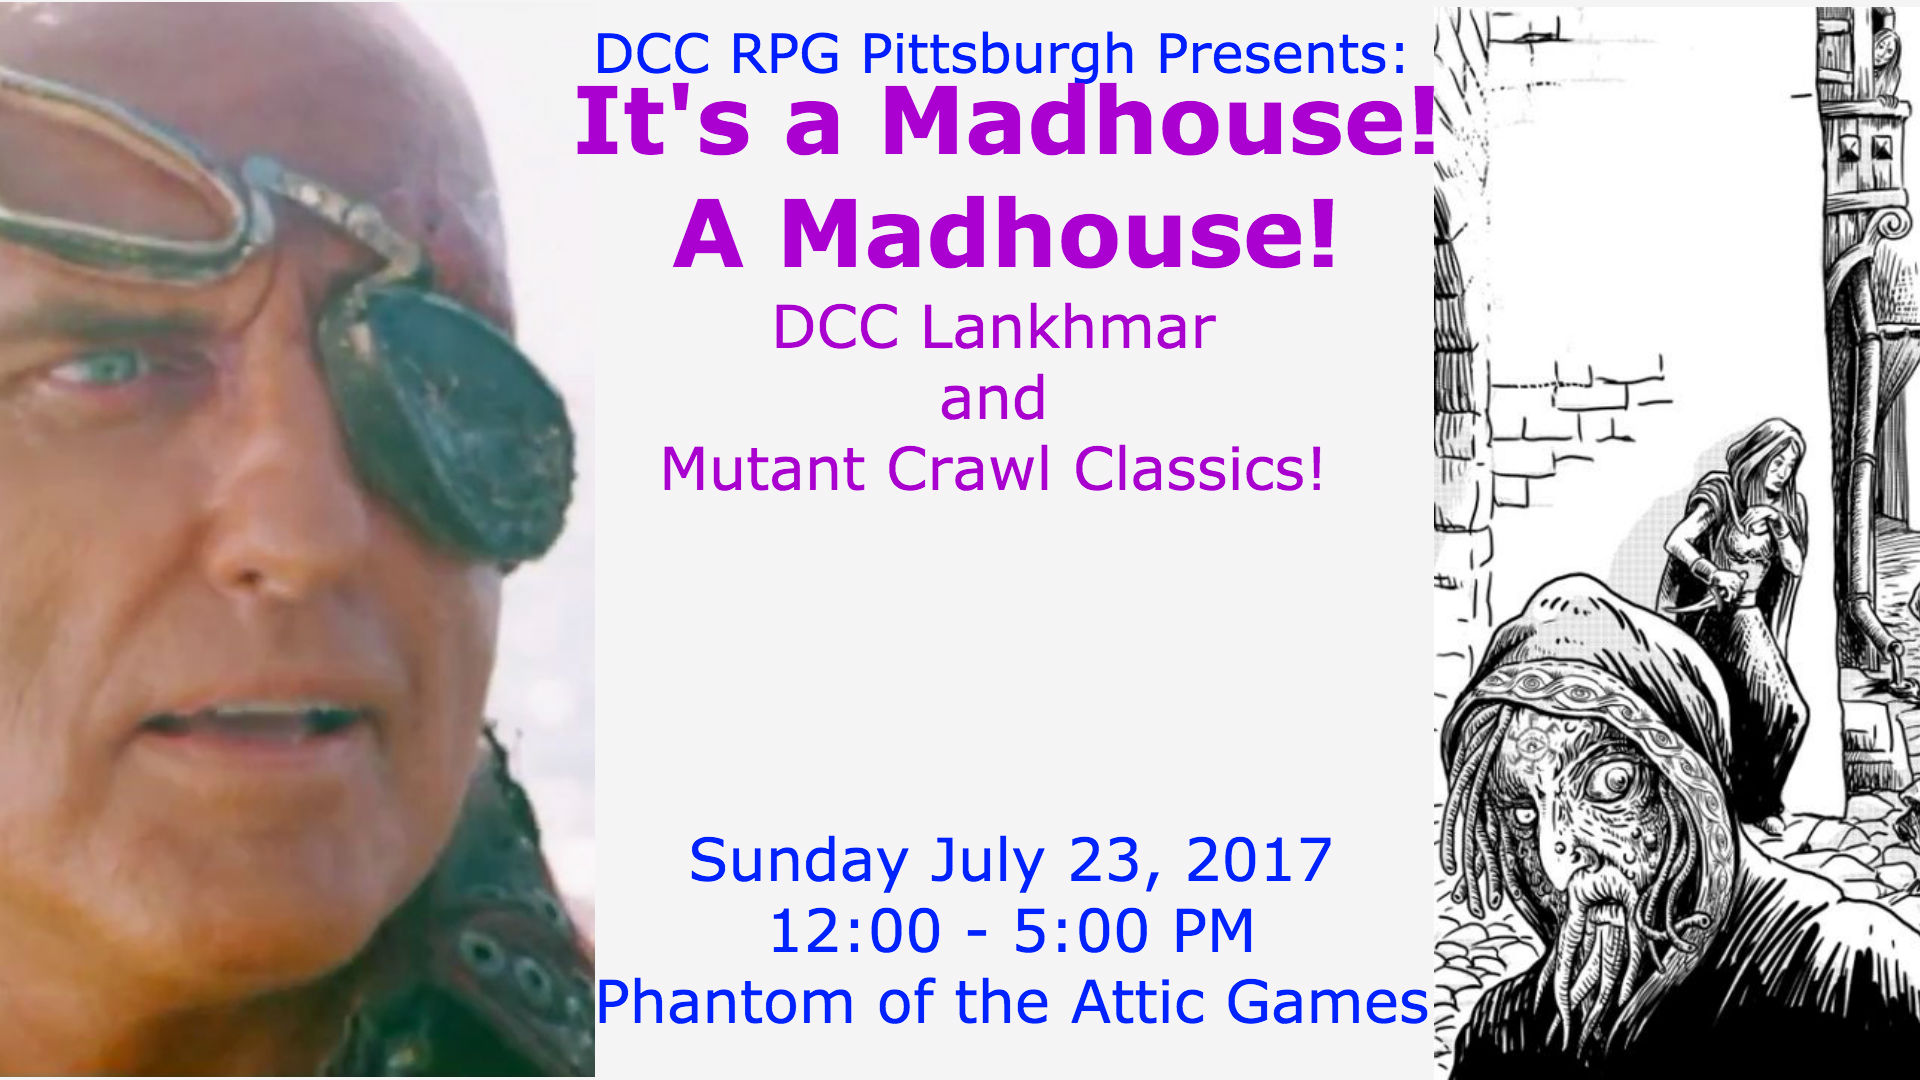 DCC RPG Pittsburgh Presents:
It's a Madhouse!
A Madhouse!
DCC Lankhmar
and
Mutant Crawl Classics!
Sunday July 23, 2017
12:00 - 5:00 PM
Phantom of the Attic Games